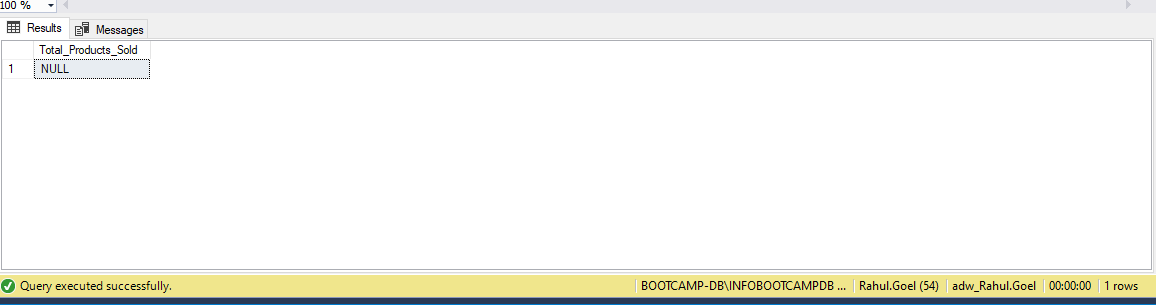 100 %
Results Messages
Total_Products_Sold
1 NULL
Query executed successfully. BOOTCAMP-DB\INFOBOOTCAMPDB ... Rahul.Goel (54) adw_Rahul.Goel 00:00:00 1 rows